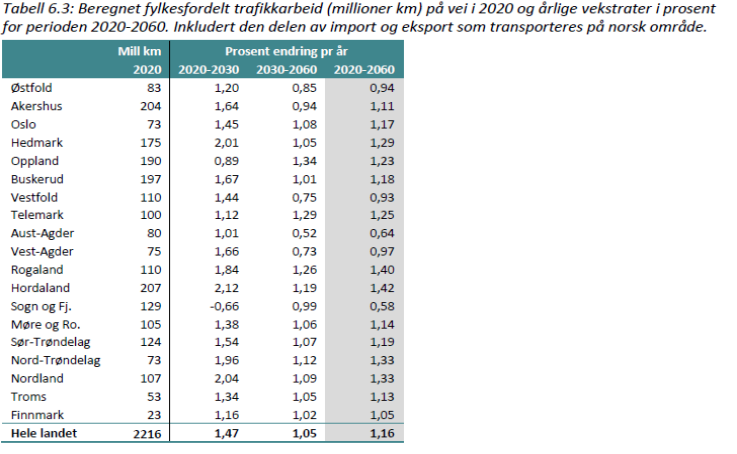 Tabell 6.3: Beregnet fylkesfordelt trafikkarbeid (millioner km) på vei i 2020 og årlige vekstrater i prosent
for perioden 2020-2060. Inkludert den delen av import og eksport som transporteres på norsk område.
Mill km Prosent endring pr år
2020 2020-2030 2030-2060 2020-2060
Østfold 83 1,20 0,85 0,94
Akershus 204 1,64 0,94 1,11
Oslo 73 1,45 1,08 1,17
Hedmark 175 2,01 1,05 1,29
Oppland 190 0,89 1,34 1,23
Buskerud 197 1,67 1,01 1,18
Vestfold 110 1,44 0,75 0,93
Telemark 100 1,12 1,29 1,25
Aust-Agder 80 1,01 0,52 0,64
Vest-Agder 75 1,66 0,73 0,97
Rogaland 110 1,84 1,26 1,40
Hordaland 207 2,12 1,19 1,42
Sogn og Fj. 129 -0,66 0,99 0,58
Møre og Ro. 105 1,38 1,06 1,14
Sør-Trøndelag 124 1,54 1,07 1,19
Nord-Trøndelag 73 1,96 1,12 1,33
Nordland 107 2,04 1,09 1,33
Troms 53 1,34 1,05 1,13
Finnmark 23 1,16 1,02 1,05
Hele landet 2216 1,47 1,05 1,16